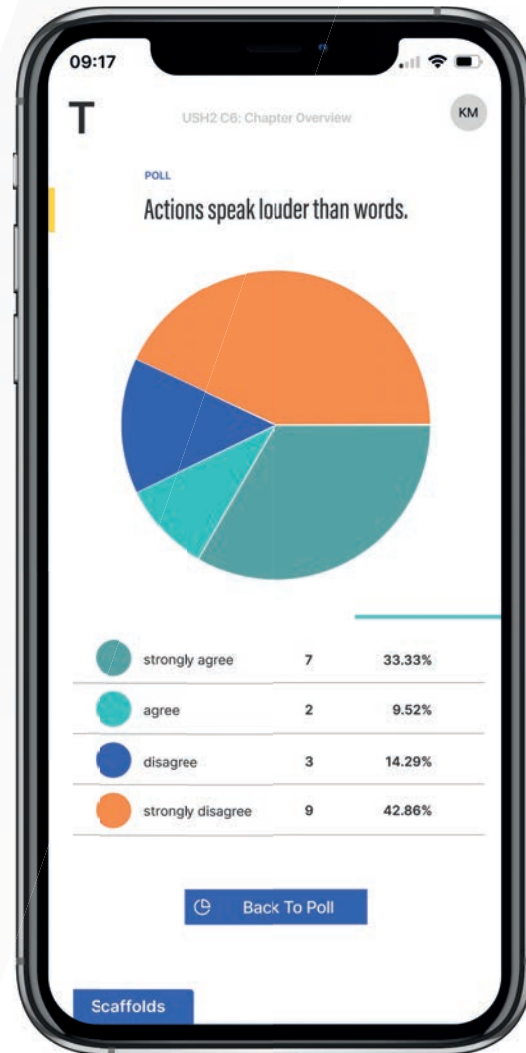 09:17
T
USH2 C6: Chapter Overview
KM
POLL
Actions speak louder than words.
strongly agree 7 33.33%
agree 2 9.52%
disagree 3 14.29%
strongly disagree 9 42.86%
Back To Poll
Scaffolds